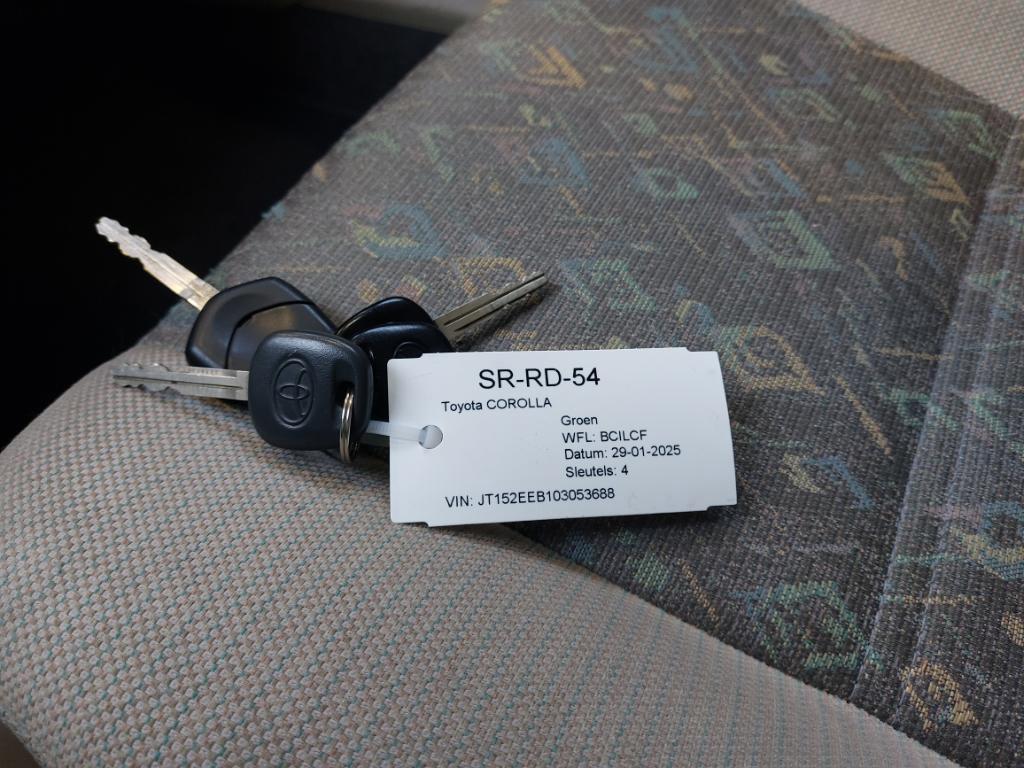 SR-RD-54
Toyota COROLLA
Groen
WFL: BCILCF
Datum: 29-01-2025
Sleutels: 4
VIN: JT152EEB103053688